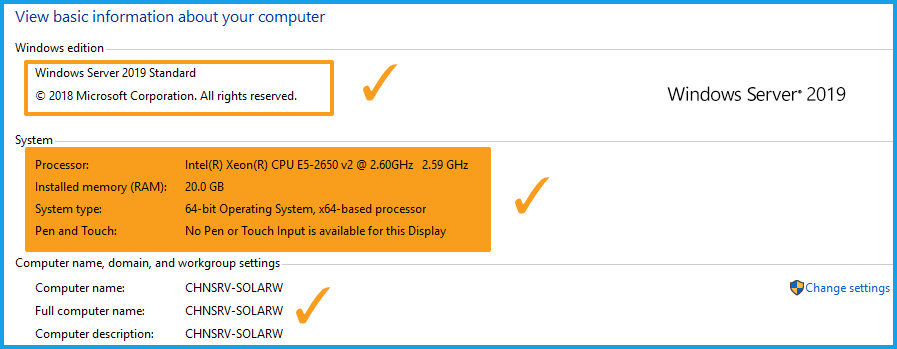 View basic information about your computer
Windows edition
Windows Server 2019 Standard
© 2018 Microsoft Corporation. All rights reserved.
Windows Server® 2019
System
Processor: Intel(R) Xeon(R) CPU E5-2650 v2 @ 2.60GHz 2.59 GHz
Installed memory (RAM): 20.0 GB
System type: 64-bit Operating System, x64-based processor
Pen and Touch: No Pen or Touch Input is available for this Display
Computer name, domain, and workgroup settings
Computer name: CHNSRV-SOLARW
Change settings
Full computer name: CHNSRV-SOLARW
Computer description: CHNSRV-SOLARW